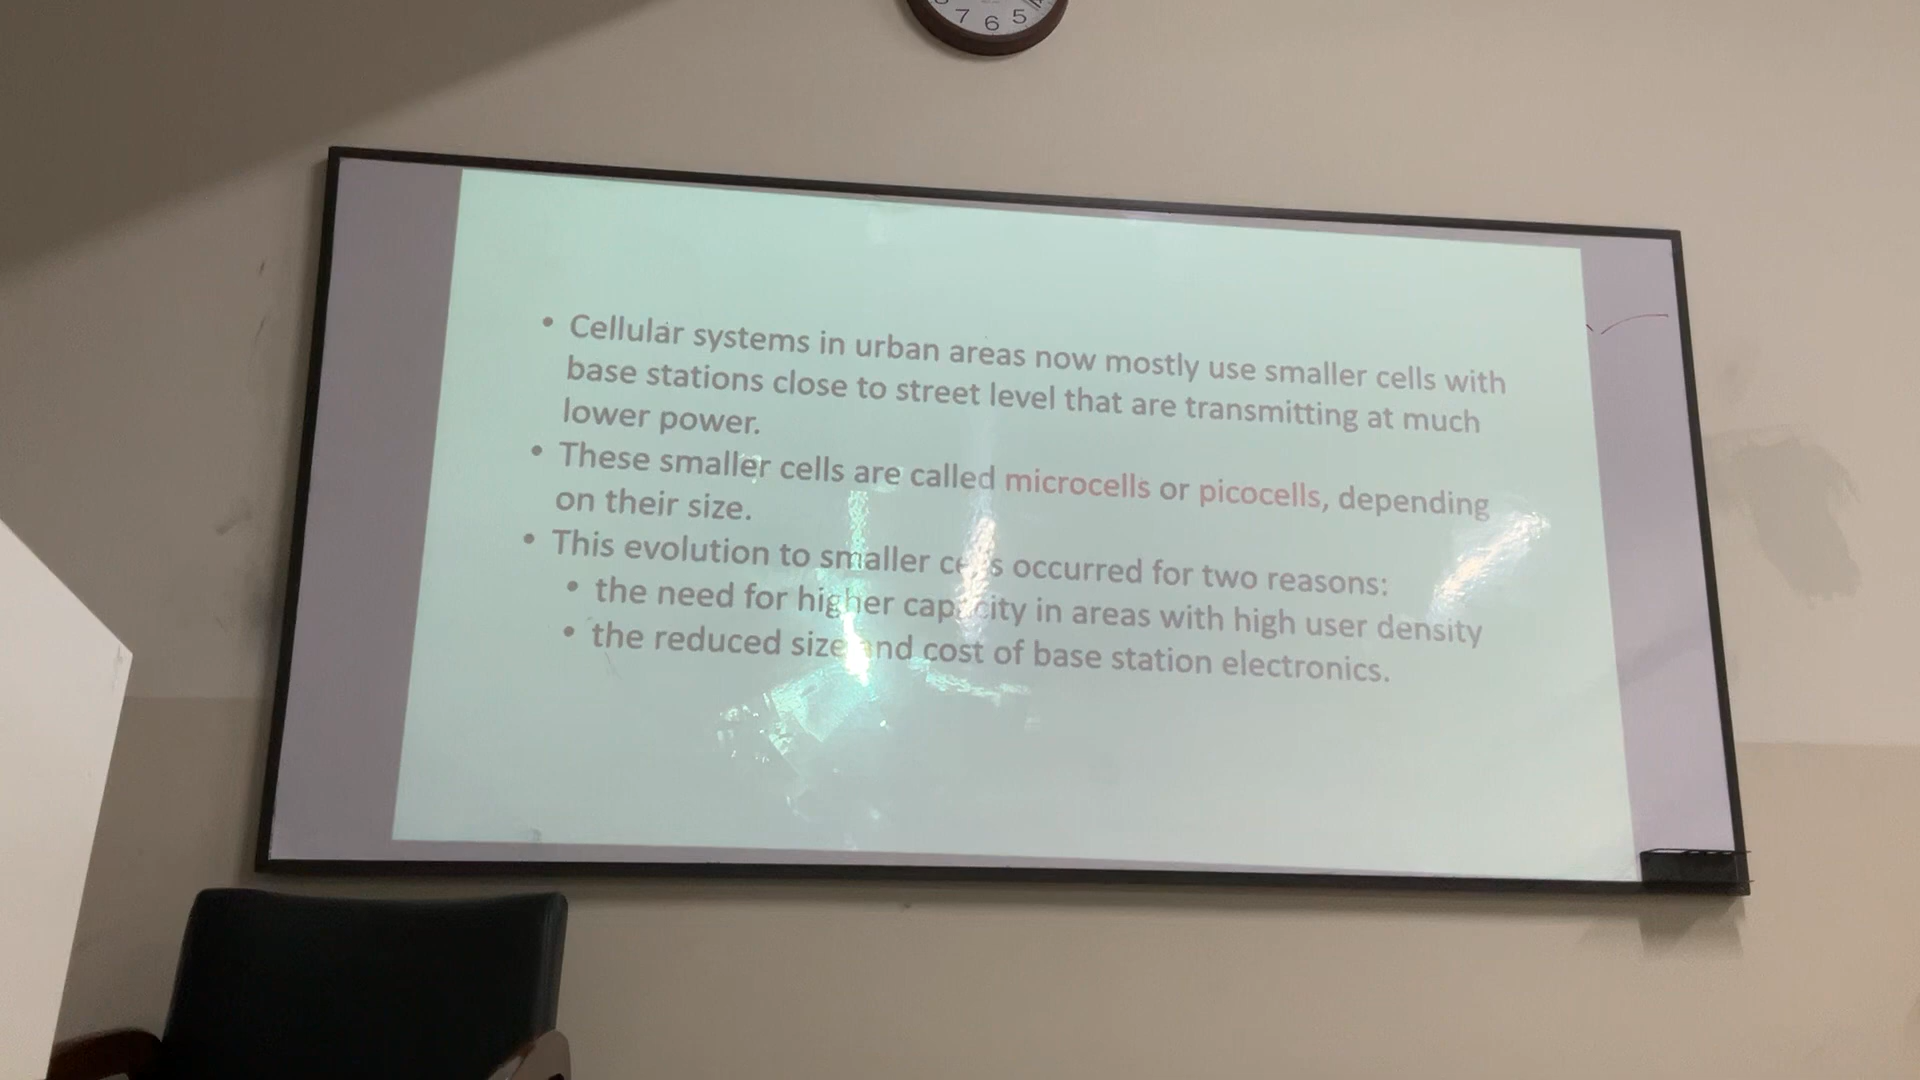 7 6 5
• Cellular systems in urban areas now mostly use smaller cells with
base stations close to street level that are transmitting at much
lower power.
• These smaller cells are called microcells or picocells, depending
on their size.
• This evolution to smaller cells occurred for two reasons:
• the need for higher capacity in areas with high user density
• the reduced size and cost of base station electronics.